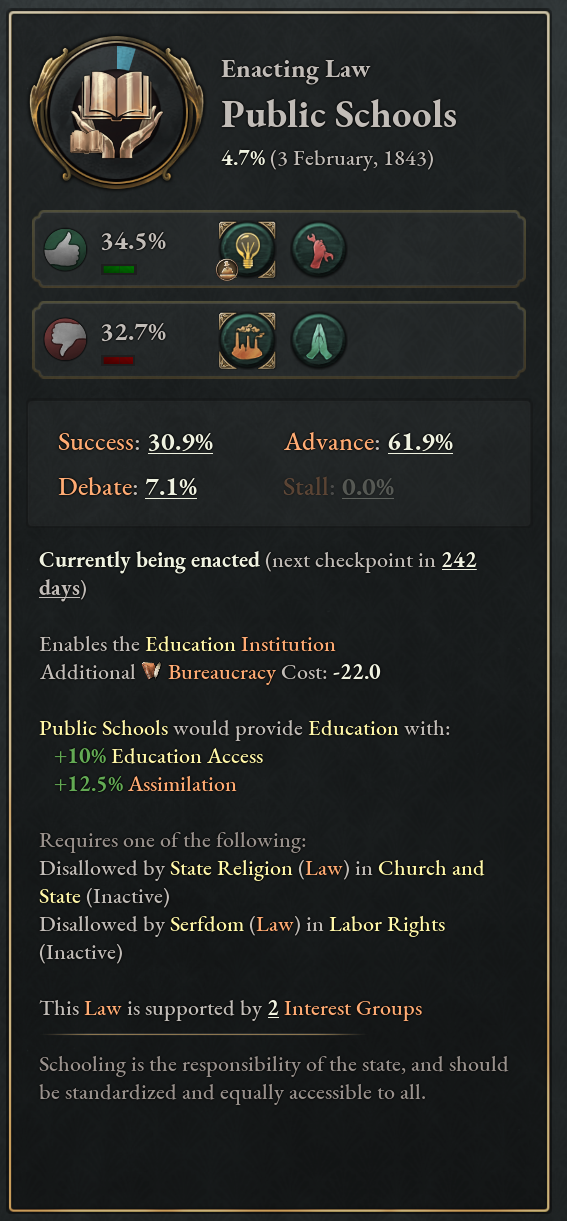 Enacting Law
Public Schools
4.7% (3 February, 1843)
34.5%
32.7%
Success: 30.9% Advance: 61.9%
Debate: 7.1% Stall: 0.0%
Currently being enacted (next checkpoint in 242
days)
Enables the Education Institution
Additional Bureaucracy Cost: -22.0
Public Schools would provide Education with:
+10% Education Access
+12.5% Assimilation
Requires one of the following:
Disallowed by State Religion (Law) in Church and
State (Inactive)
Disallowed by Serfdom (Law) in Labor Rights
(Inactive)
This Law is supported by 2 Interest Groups
Schooling is the responsibility of the state, and should
be standardized and equally accessible to all.